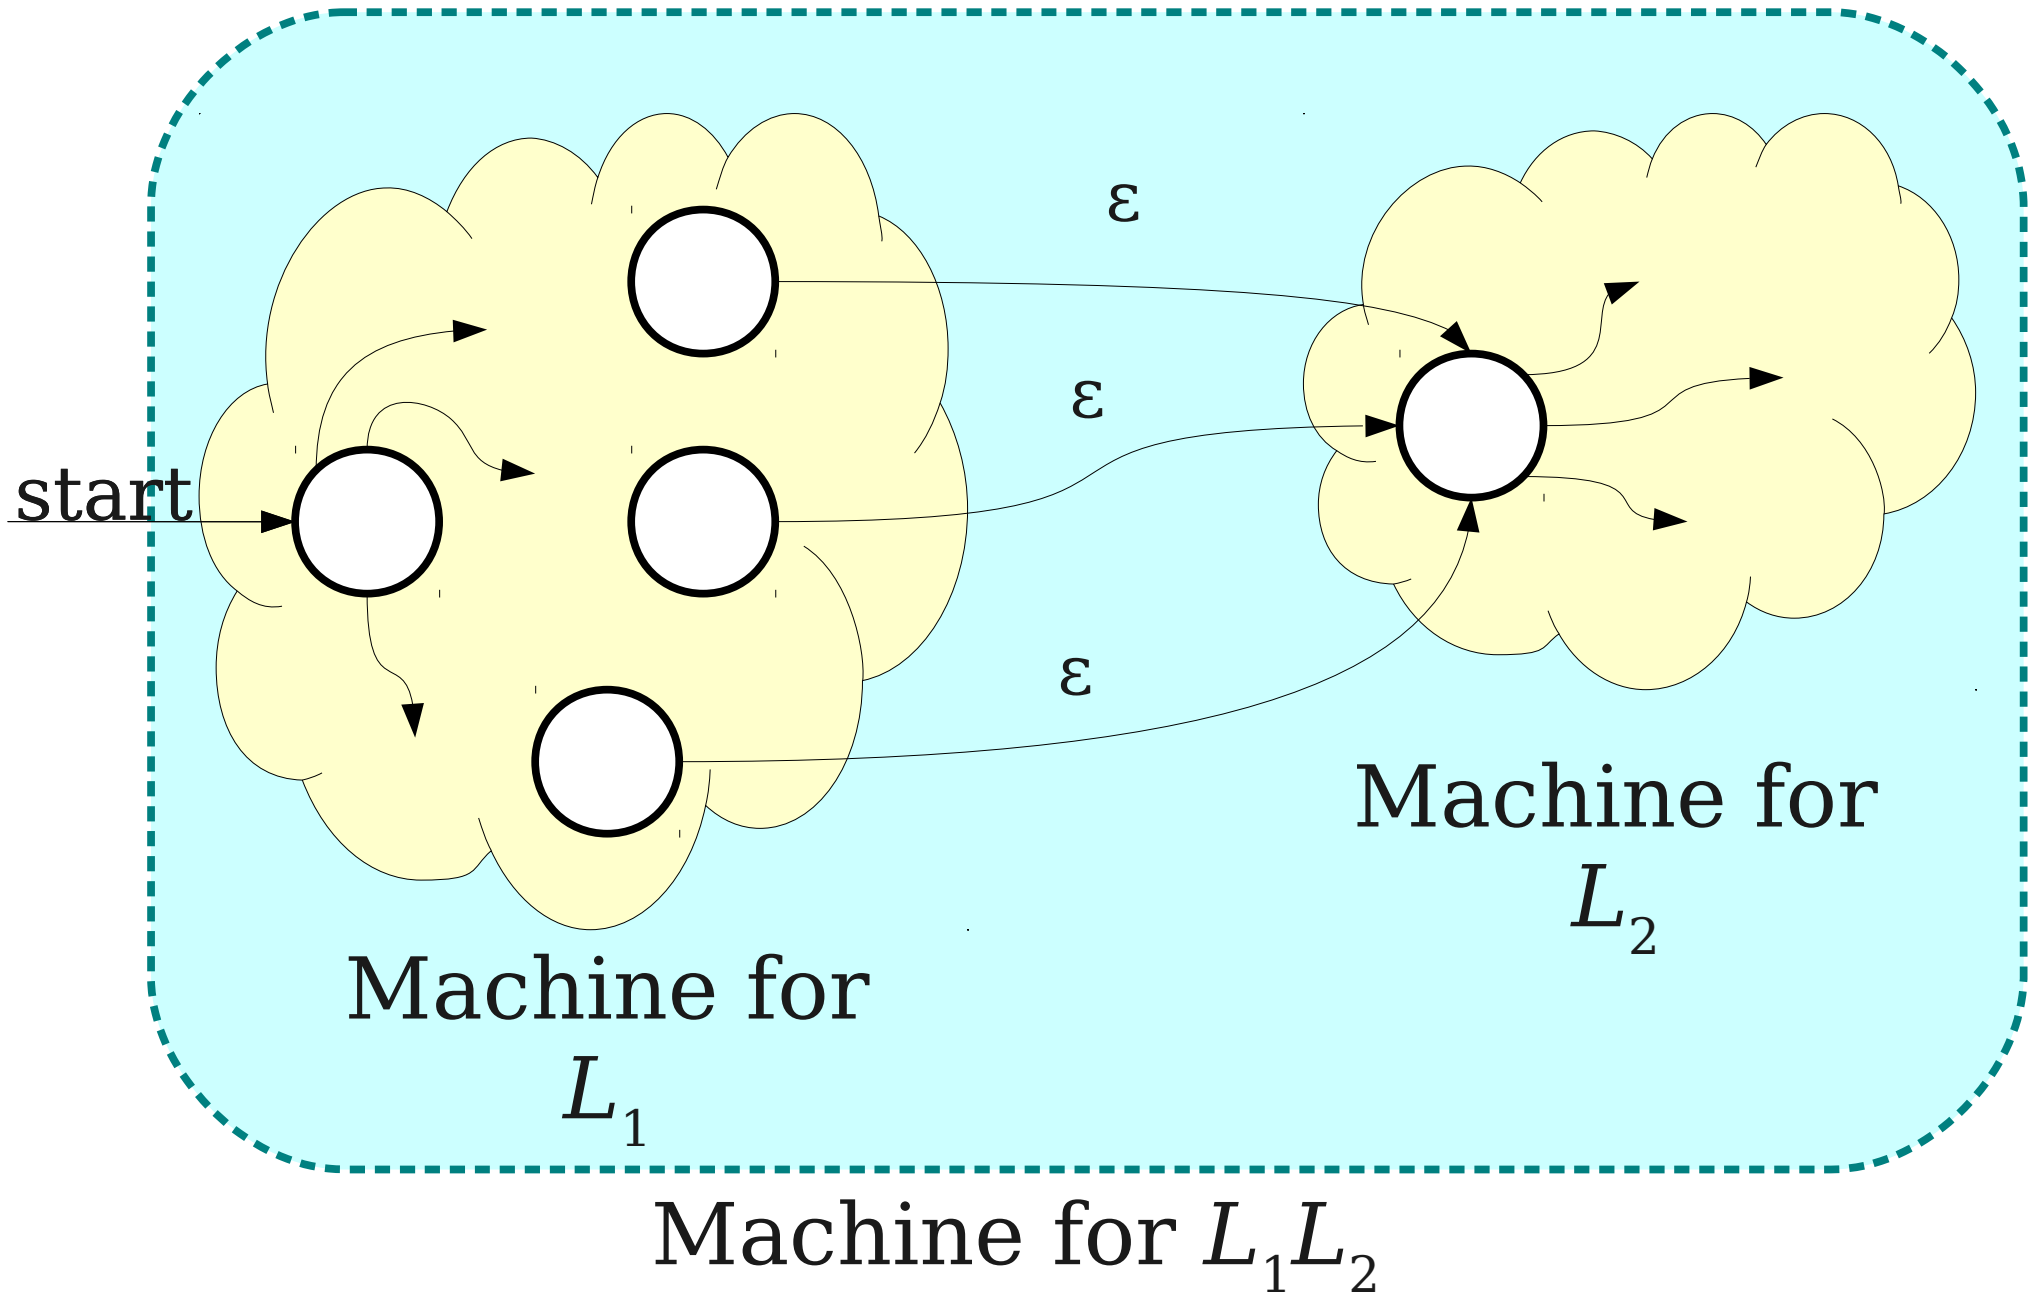 ε
ε
start
ε
Machine for
L₂
Machine for
L₁
Machine for L₁L₂